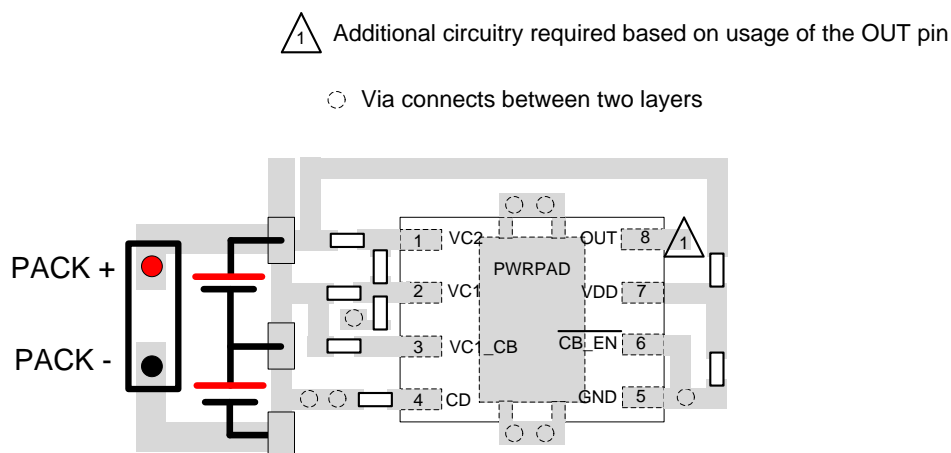 1 Additional circuitry required based on usage of the OUT pin
Via connects between two layers
PACK +
PACK -
1 VC2
2 VC1
3 VC1_CB
4 CD
PWRPAD
OUT 8 1
VDD 7
CB_EN 6
GND 5